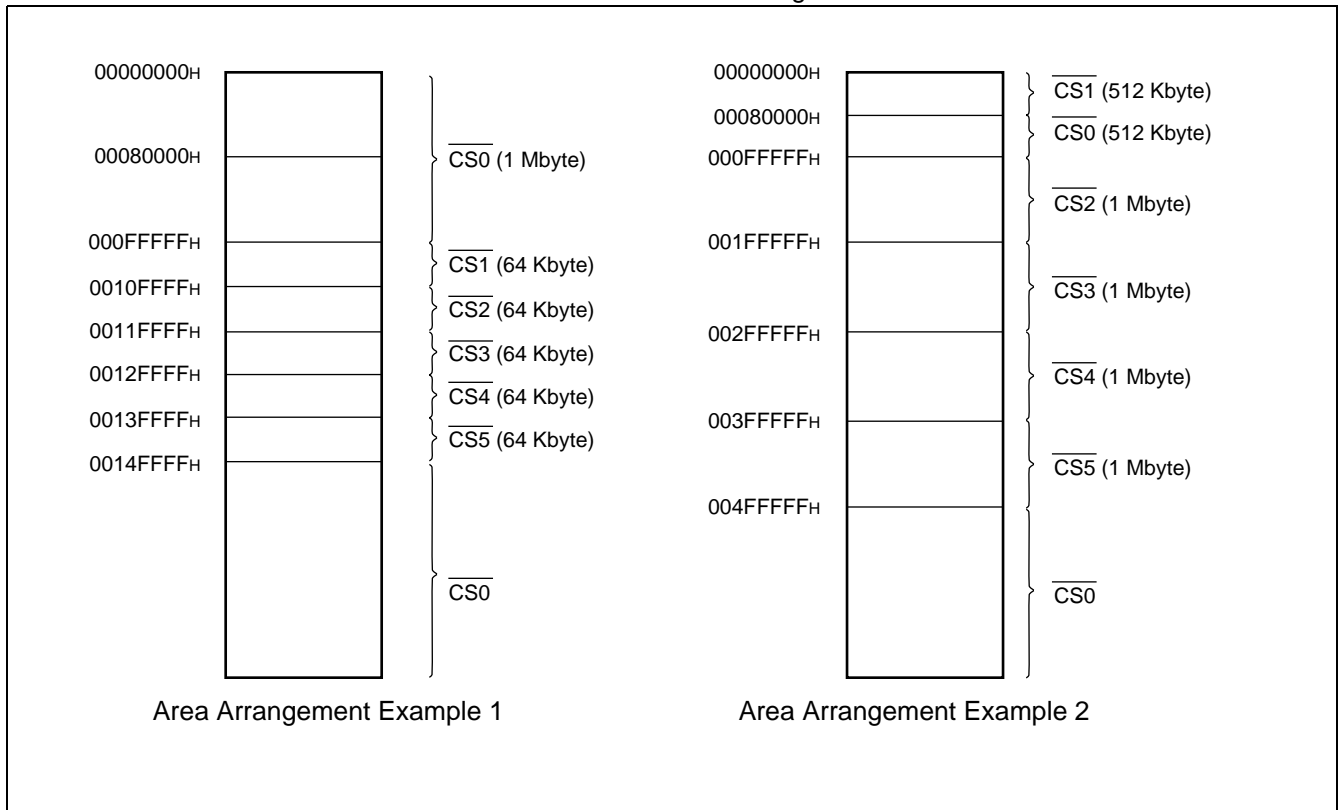 00000000H
00080000H
000FFFFFH
0010FFFFH
0011FFFFH
0012FFFFH
0013FFFFH
0014FFFFH
CS0 (1 Mbyte)
CS1 (64 Kbyte)
CS2 (64 Kbyte)
CS3 (64 Kbyte)
CS4 (64 Kbyte)
CS5 (64 Kbyte)
CS0
Area Arrangement Example 1
00000000H
00080000H
000FFFFFH
001FFFFFH
002FFFFFH
003FFFFFH
004FFFFFH
CS1 (512 Kbyte)
CS0 (512 Kbyte)
CS2 (1 Mbyte)
CS3 (1 Mbyte)
CS4 (1 Mbyte)
CS5 (1 Mbyte)
CS0
Area Arrangement Example 2